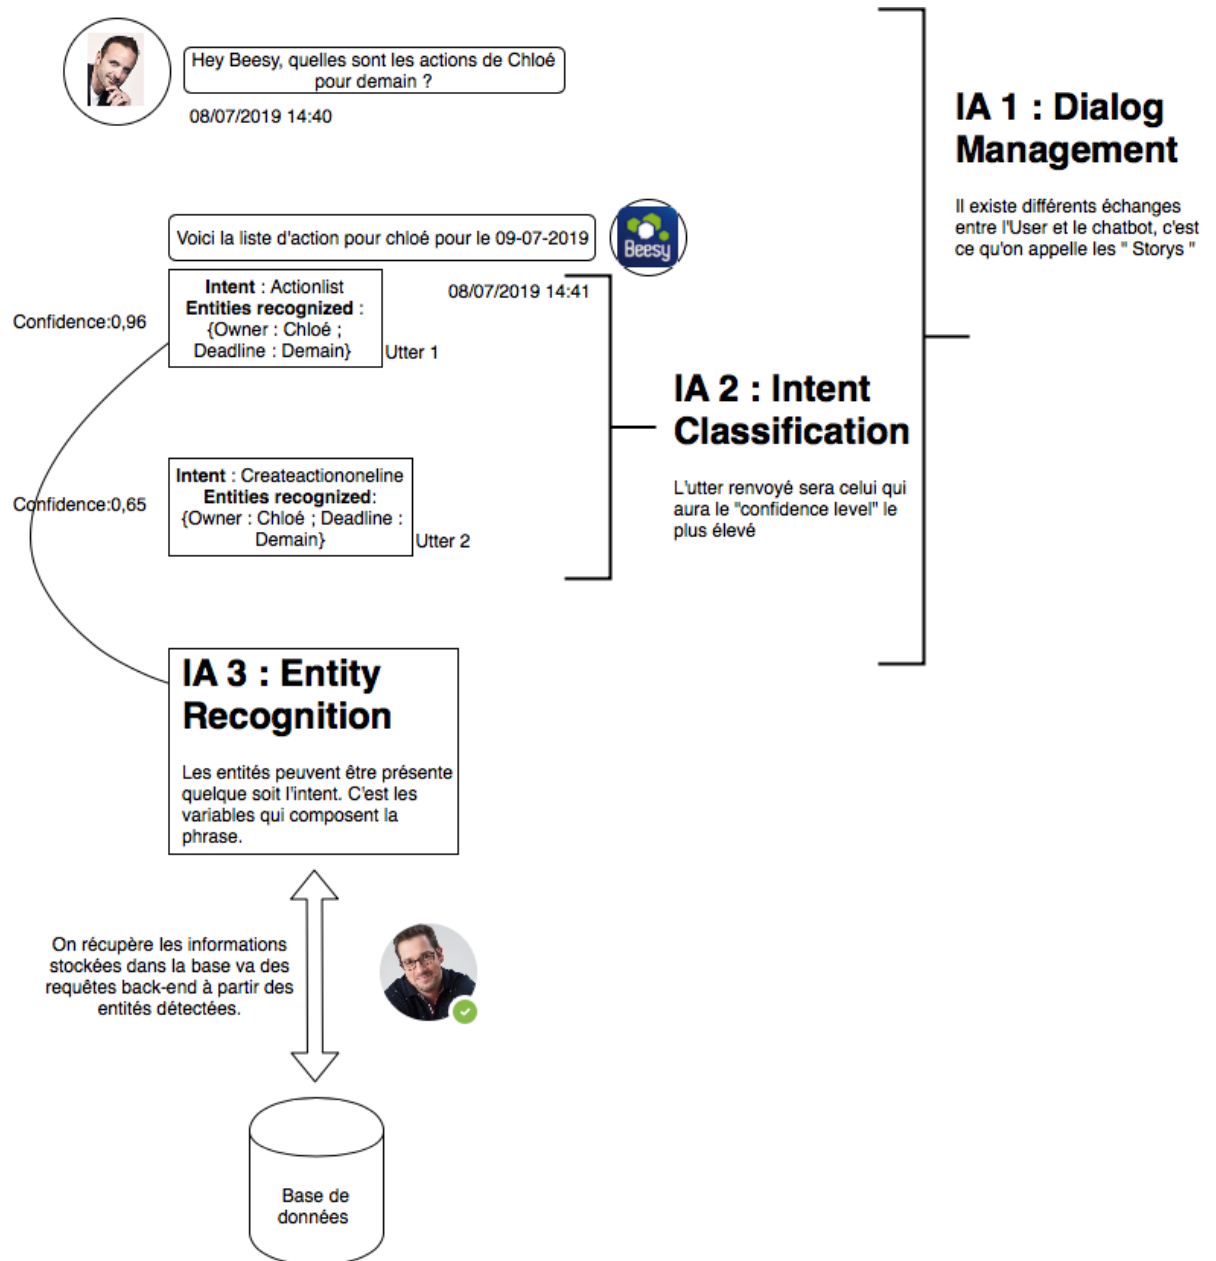 Hey Beesy, quelles sont les actions de Chloé
pour demain ?
08/07/2019 14:40
IA 1 : Dialog
Management
Il existe différents échanges
entre l'User et le chatbot, c'est
ce qu'on appelle les " Storys "
Voici la liste d'action pour chloé pour le 09-07-2019
Beesy
08/07/2019 14:41
Confidence:0,96
Intent : Actionlist
Entities recognized :
{Owner : Chloé ;
Deadline : Demain}
Utter 1
IA 2 : Intent
Classification
L'utter renvoyé sera celui qui
aura le "confidence level" le
plus élevé
Confidence:0,65
Intent : Createactiononeline
Entities recognized:
{Owner : Chloé ; Deadline :
Demain}
Utter 2
IA 3 : Entity
Recognition
Les entités peuvent être présente
quelque soit l'intent. C'est les
variables qui composent la
phrase.
On récupère les informations
stockées dans la base va des
requêtes back-end à partir des
entités détectées.
Base de
données